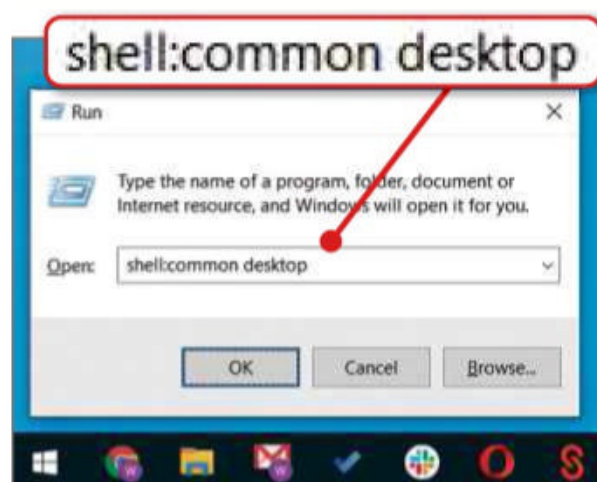 shell:common desktop
Run
Type the name of a program, folder, document or
Internet resource, and Windows will open it for you.
Open:
shell:common desktop
OK
Cancel
Browse...